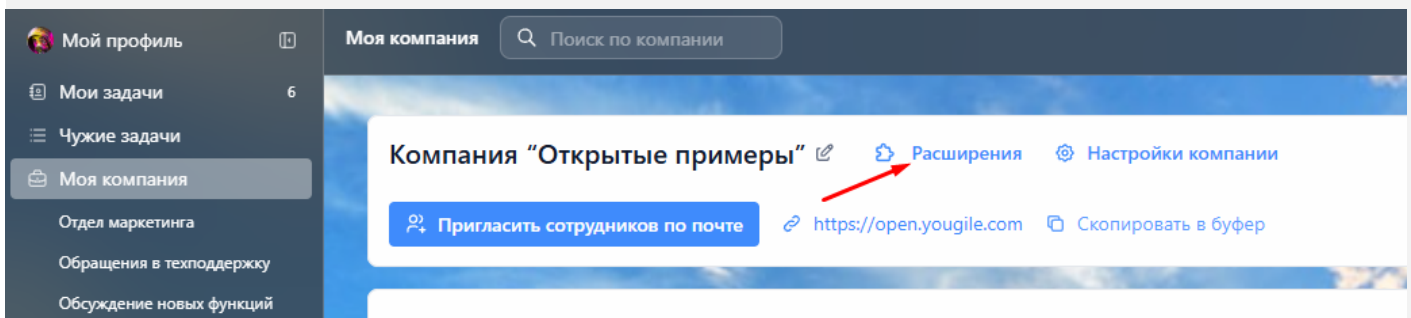 Мой профиль
Моя компания
Поиск по компании
Мои задачи
6
Чужие задачи
Моя компания
Отдел маркетинга
Обращения в техподдержку
Обсуждение новых функций
Компания “Открытые примеры”
Расширения
Настройки компании
Пригласить сотрудников по почте
https://open.yougile.com
Скопировать в буфер